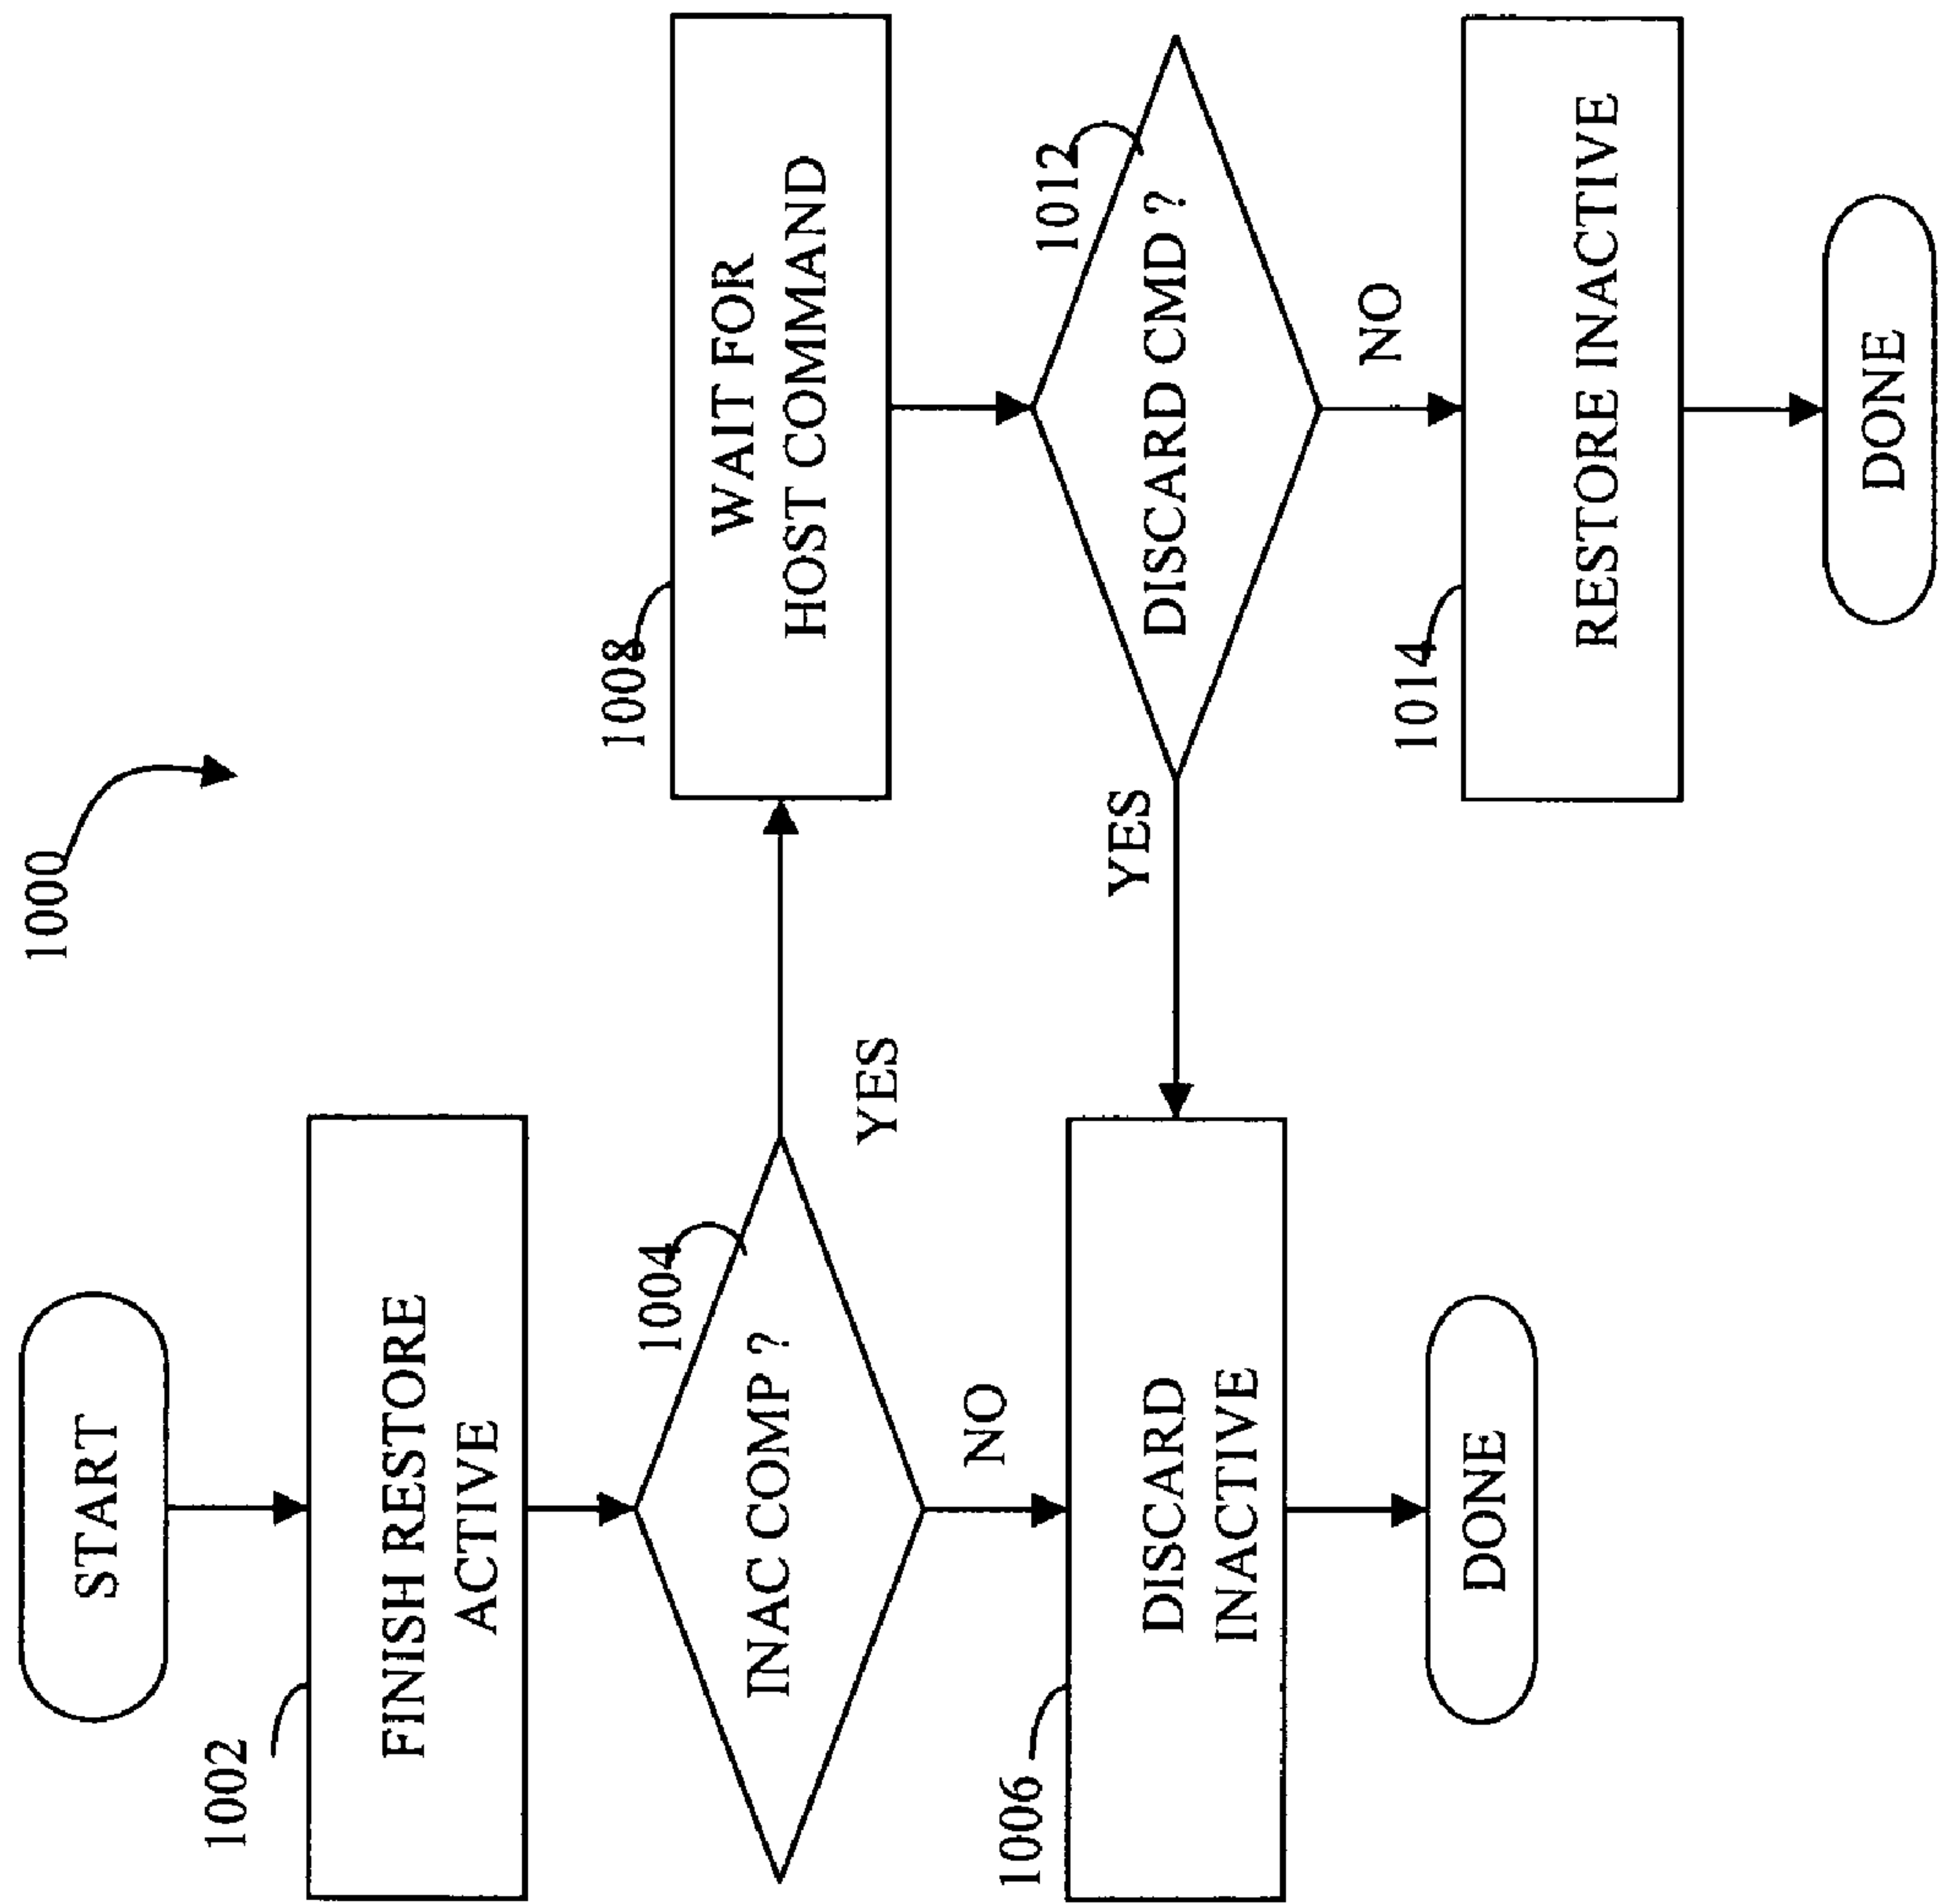 1000
START
1002
FINISH RESTORE
ACTIVE
1004
INAC COMP ?
YES
NO
1006
DISCARD
INACTIVE
DONE
1008
WAIT FOR
HOST COMMAND
1012
DISCARD CMD ?
YES
NO
1014
RESTORE INACTIVE
DONE